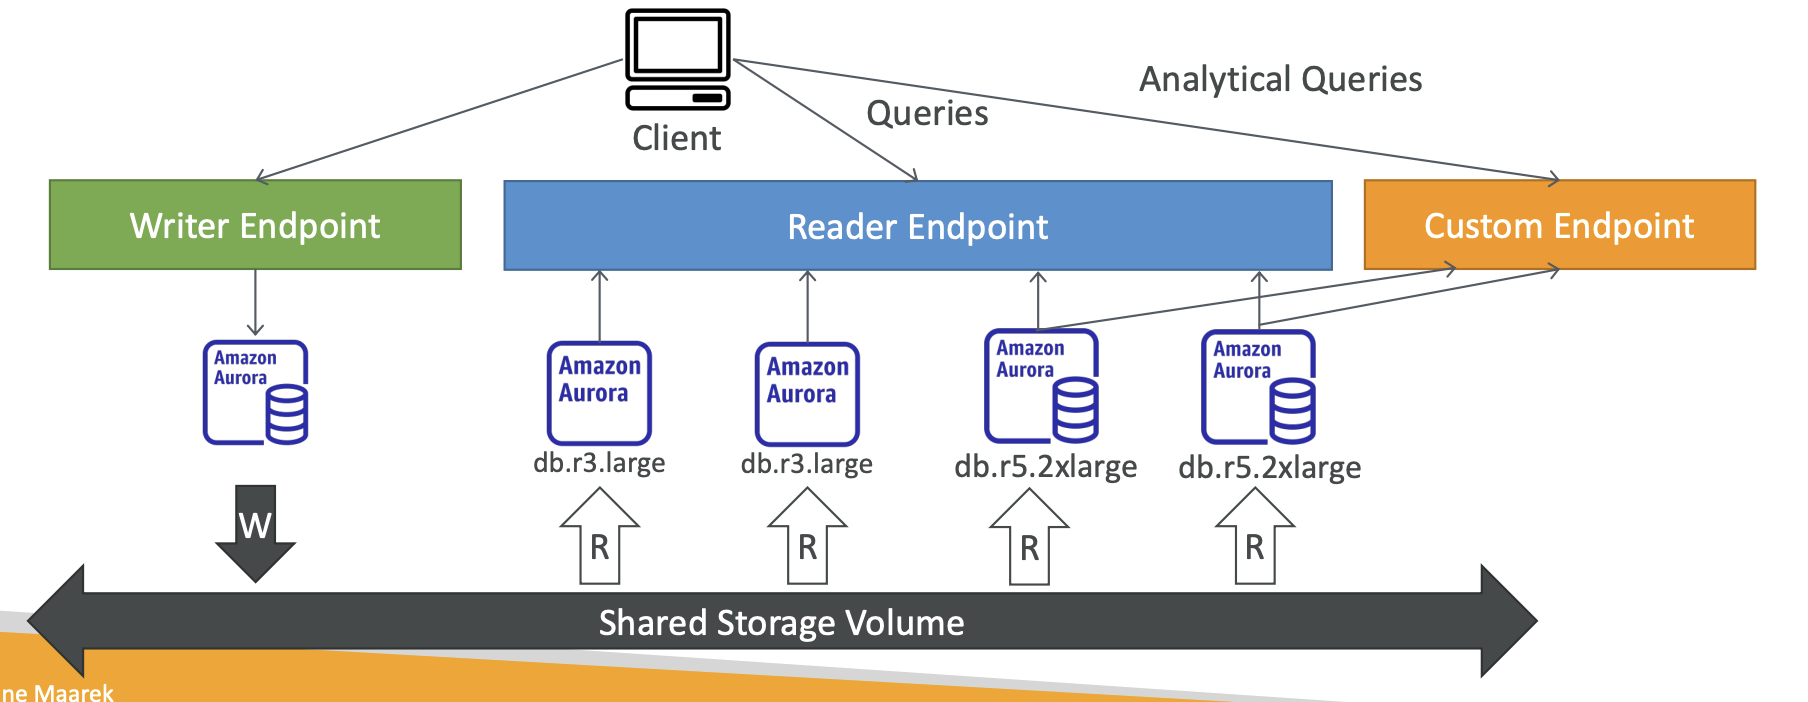 Client
Queries
Analytical Queries
Writer Endpoint
Reader Endpoint
Custom Endpoint
Amazon
Aurora
Amazon
Aurora
Amazon
Aurora
Amazon
Aurora
Amazon
Aurora
db.r3.large
db.r3.large
db.r5.2xlarge
db.r5.2xlarge
W
R
R
R
R
Shared Storage Volume
ne Maarek